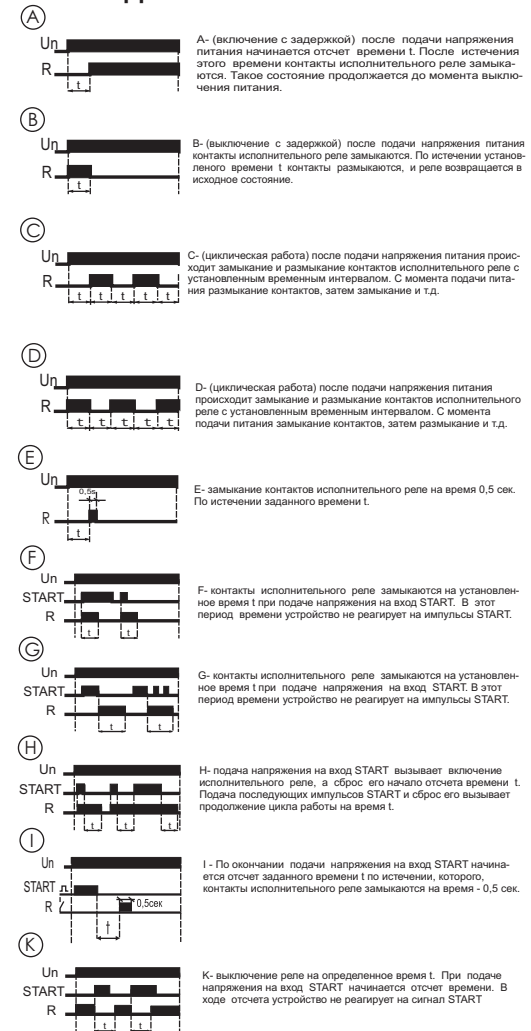 A
Un
R
t
А- (включение с задержкой) после подачи напряжения
питания начинается отсчет времени t. После истечения
этого времени контакты исполнительного реле замыка-
ются. Такое состояние продолжается до момента выклю-
чения питания.
B
Un
R
t
В- (выключение с задержкой) после подачи напряжения питания
контакты исполнительного реле замыкаются. По истечении установ-
леного времени t контакты размыкаются, и реле возвращается в
исходное состояние.
C
Un
R
t t t t t
С- (циклическая работа) после подачи напряжения питания проис-
ходит замыкание и размыкание контактов исполнительного реле с
установленным временным интервалом. С момента подачи пита-
ния размыкание контактов, затем замыкание и т.д.
D
Un
R
t t t t t
D- (циклическая работа) после подачи напряжения питания
происходит замыкание и размыкание контактов исполнительного
реле с установленным временным интервалом. С момента
подачи питания замыкание контактов, затем размыкание и т.д.
E
Un
0,5s
R
t
Е- замыкание контактов исполнительного реле на время 0,5 сек.
По истечении заданного времени t.
F
Un
START
R
t t
F- контакты исполнительного реле замыкаются на установлен-
ное время t при подаче напряжения на вход START. В этот
период времени устройство не реагирует на импульсы START.
G
Un
START
R
t t
G- контакты исполнительного реле замыкаются на установлен-
ное время t при подаче напряжения на вход START. В этот
период времени устройство не реагирует на импульсы START.
H
Un
START
R
t t t
Н- подача напряжения на вход START вызывает включение
исполнительного реле, а сброс его начало отсчета времени t.
Подача последующих импульсов START и сброс его вызывает
продолжение цикла работы на время t.
I
Un
START
R
0,5сек
t
I - По окончании подачи напряжения на вход START начина-
ется отсчет заданного времени t по истечении, которого,
контакты исполнительного реле замыкаются на время - 0,5 сек.
K
Un
START
R
t t
К- выключение реле на определенное время t. При подаче
напряжения на вход START начинается отсчет времени. В
ходе отсчета устройство не реагирует на сигнал START